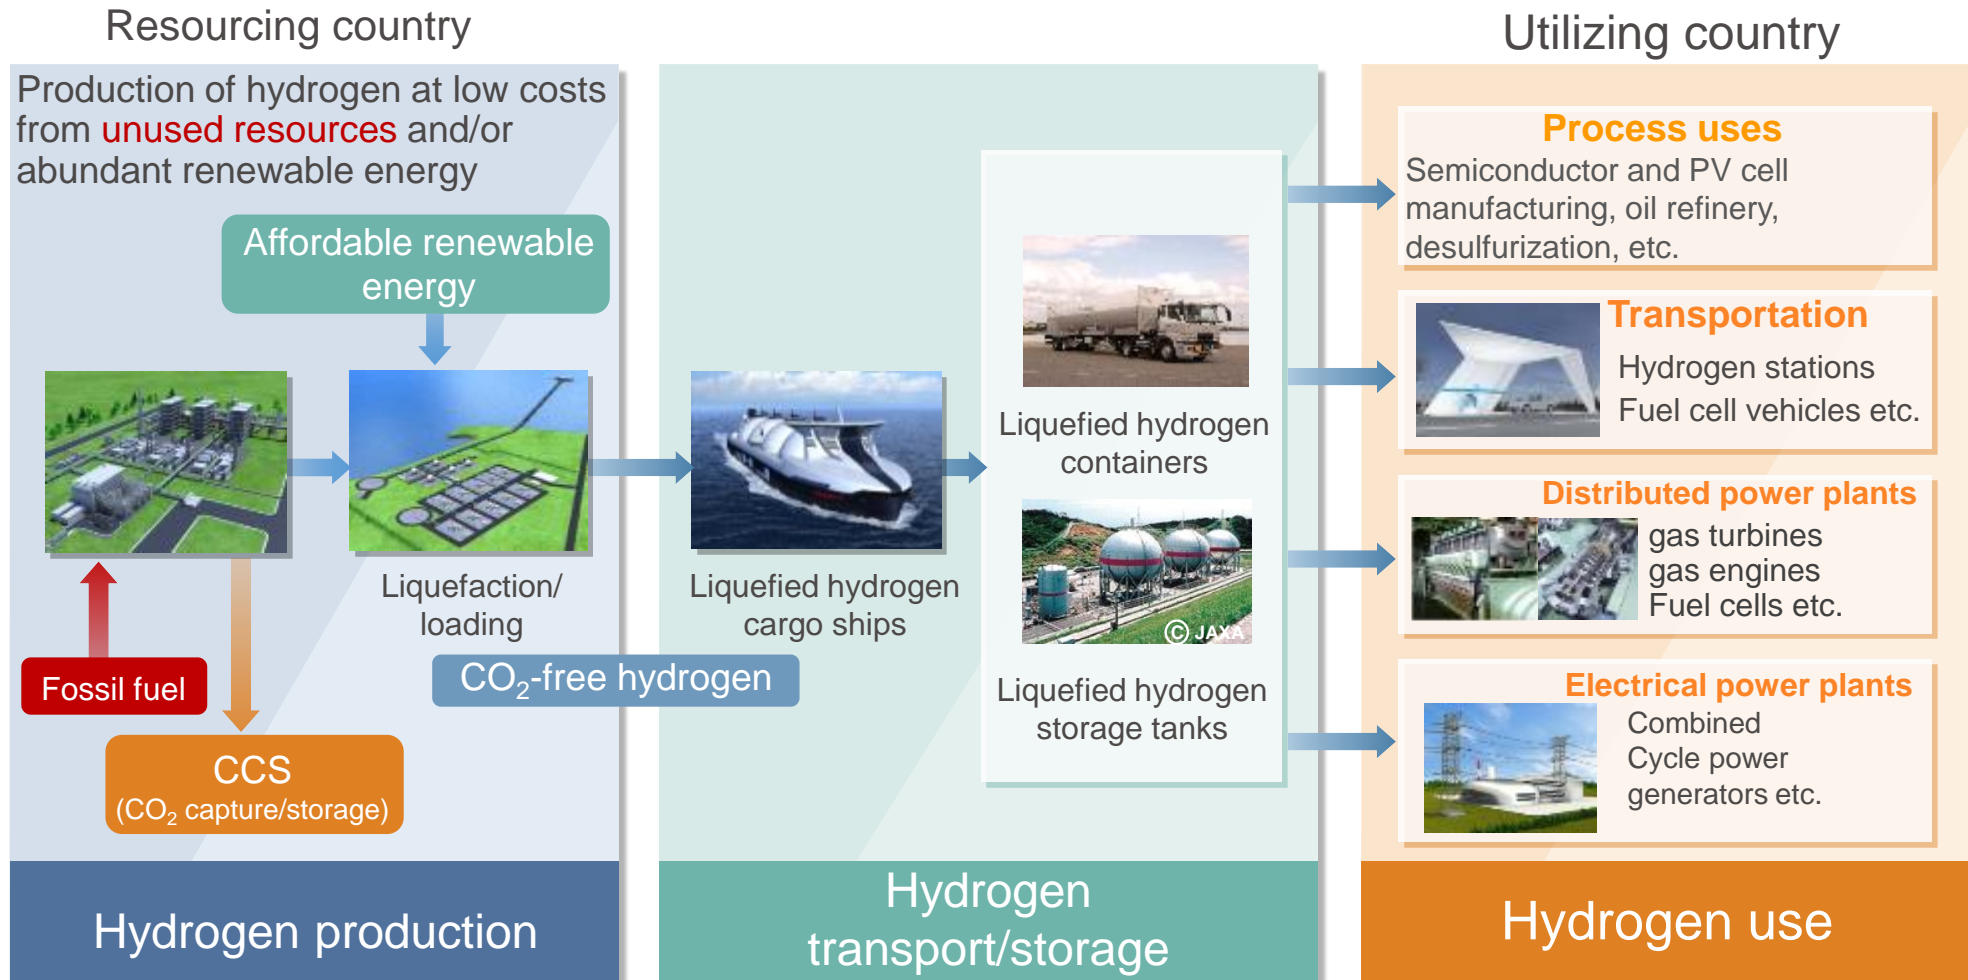 Resourcing country
Production of hydrogen at low costs
from unused resources and/or
abundant renewable energy
Affordable renewable
energy
Liquefaction/
loading
Fossil fuel
CCS
(CO₂ capture/storage)
CO₂-free hydrogen
Hydrogen production
Liquefied hydrogen
cargo ships
Liquefied hydrogen
containers
© JAXA
Liquefied hydrogen
storage tanks
Hydrogen
transport/storage
Utilizing country
Process uses
Semiconductor and PV cell
manufacturing, oil refinery,
desulfurization, etc.
Transportation
Hydrogen stations
Fuel cell vehicles etc.
Distributed power plants
gas turbines
gas engines
Fuel cells etc.
Electrical power plants
Combined
Cycle power
generators etc.
Hydrogen use